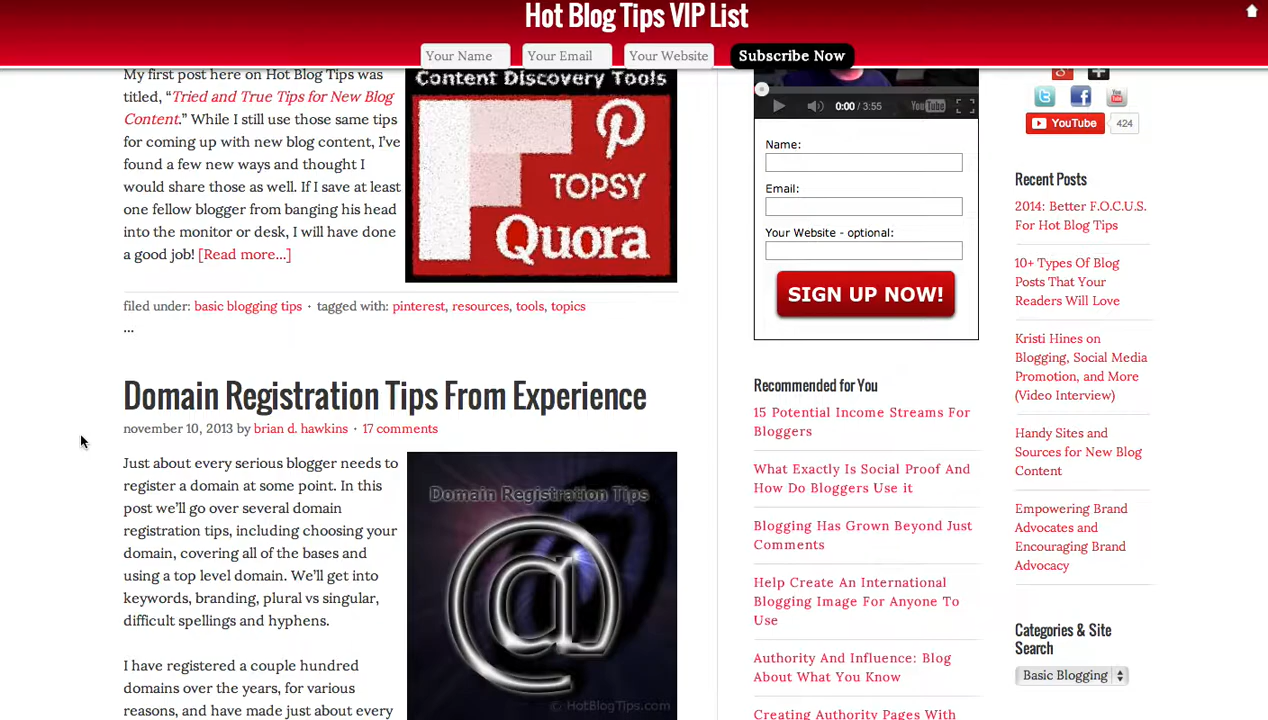 Hot Blog Tips VIP List
Your Name
Your Email
Your Website
Subscribe Now
My first post here on Hot Blog Tips was
titled, “Tried and True Tips for New Blog
Content.” While I still use those same tips
for coming up with new blog content, I’ve
found a few new ways and thought I
would share those as well. If I save at least
one fellow blogger from banging his head
into the monitor or desk, I will have done
a good job! [Read more...]
Content Discovery Tools
TOPSY
Quora
filed under: basic blogging tips · tagged with: pinterest, resources, tools, topics
...
Domain Registration Tips From Experience
november 10, 2013 by brian d. hawkins · 17 comments
Just about every serious blogger needs to
register a domain at some point. In this
post we’ll go over several domain
registration tips, including choosing your
domain, covering all of the bases and
using a top level domain. We’ll get into
keywords, branding, plural vs singular,
difficult spellings and hyphens.
I have registered a couple hundred
domains over the years, for various
reasons, and have made just about every
Domain Registration Tips
@
© HotBlogTips.com
0:00 / 3:55
YouTube
Name:
Email:
Your Website - optional:
SIGN UP NOW!
Recommended for You
15 Potential Income Streams For
Bloggers
What Exactly Is Social Proof And
How Do Bloggers Use it
Blogging Has Grown Beyond Just
Comments
Help Create An International
Blogging Image For Anyone To
Use
Authority And Influence: Blog
About What You Know
Creating Authority Pages With
YouTube 424
Recent Posts
2014: Better F.O.C.U.S.
For Hot Blog Tips
10+ Types Of Blog
Posts That Your
Readers Will Love
Kristi Hines on
Blogging, Social Media
Promotion, and More
(Video Interview)
Handy Sites and
Sources for New Blog
Content
Empowering Brand
Advocates and
Encouraging Brand
Advocacy
Categories & Site
Search
Basic Blogging